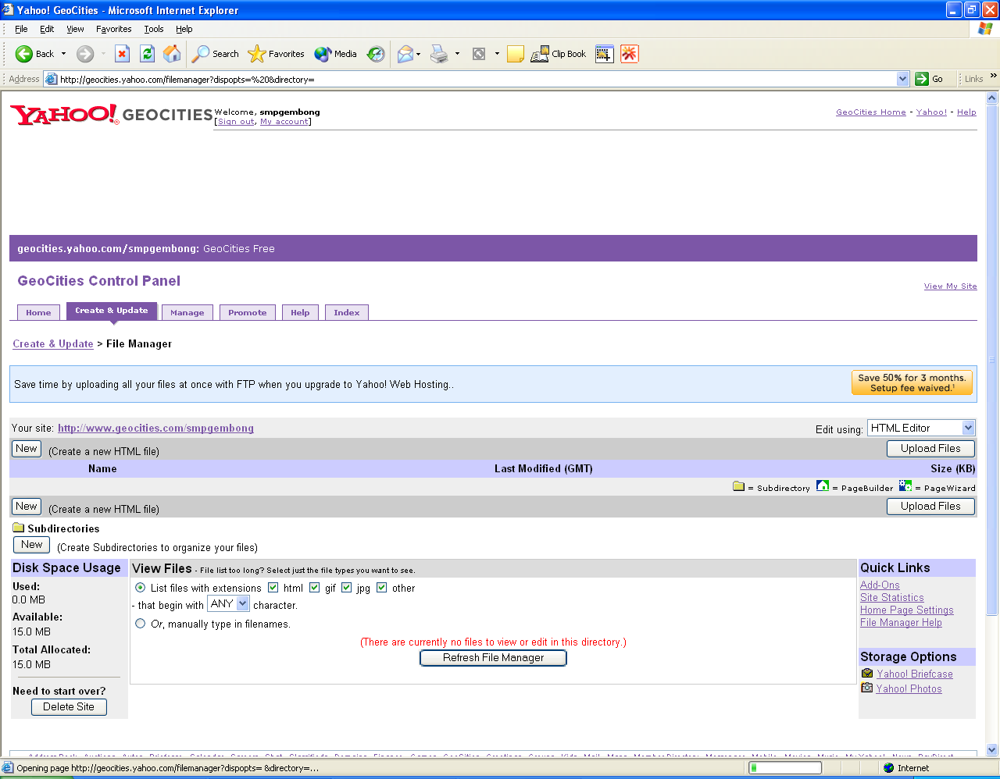 Yahoo! GeoCities - Microsoft Internet Explorer
File Edit View Favorites Tools Help
Back Search Favorites Media Clip Book
Address http://geocities.yahoo.com/filemanager?dispopts=%20&directory= Go Links »
YAHOO! GEOCITIES
Welcome, smpgembong
[Sign out, My account]
GeoCities Home - Yahoo! - Help
geocities.yahoo.com/smpgembong: GeoCities Free
GeoCities Control Panel
View My Site
Home Create & Update Manage Promote Help Index
Create & Update > File Manager
Save time by uploading all your files at once with FTP when you upgrade to Yahoo! Web Hosting..
Save 50% for 3 months.
Setup fee waived.¹
Your site: http://www.geocities.com/smpgembong
Edit using: HTML Editor
New (Create a new HTML file) Upload Files
Name Last Modified (GMT) Size (KB)
= Subdirectory = PageBuilder = PageWizard
New (Create a new HTML file) Upload Files
Subdirectories
New (Create Subdirectories to organize your files)
Disk Space Usage
Used:
0.0 MB
Available:
15.0 MB
Total Allocated:
15.0 MB
Need to start over?
Delete Site
View Files - File list too long? Select just the file types you want to see.
List files with extensions html gif jpg other
- that begin with ANY character.
Or, manually type in filenames.
(There are currently no files to view or edit in this directory.)
Refresh File Manager
Quick Links
Add-Ons
Site Statistics
Home Page Settings
File Manager Help
Storage Options
Yahoo! Briefcase
Yahoo! Photos
Opening page http://geocities.yahoo.com/filemanager?dispopts= &directory=... Internet